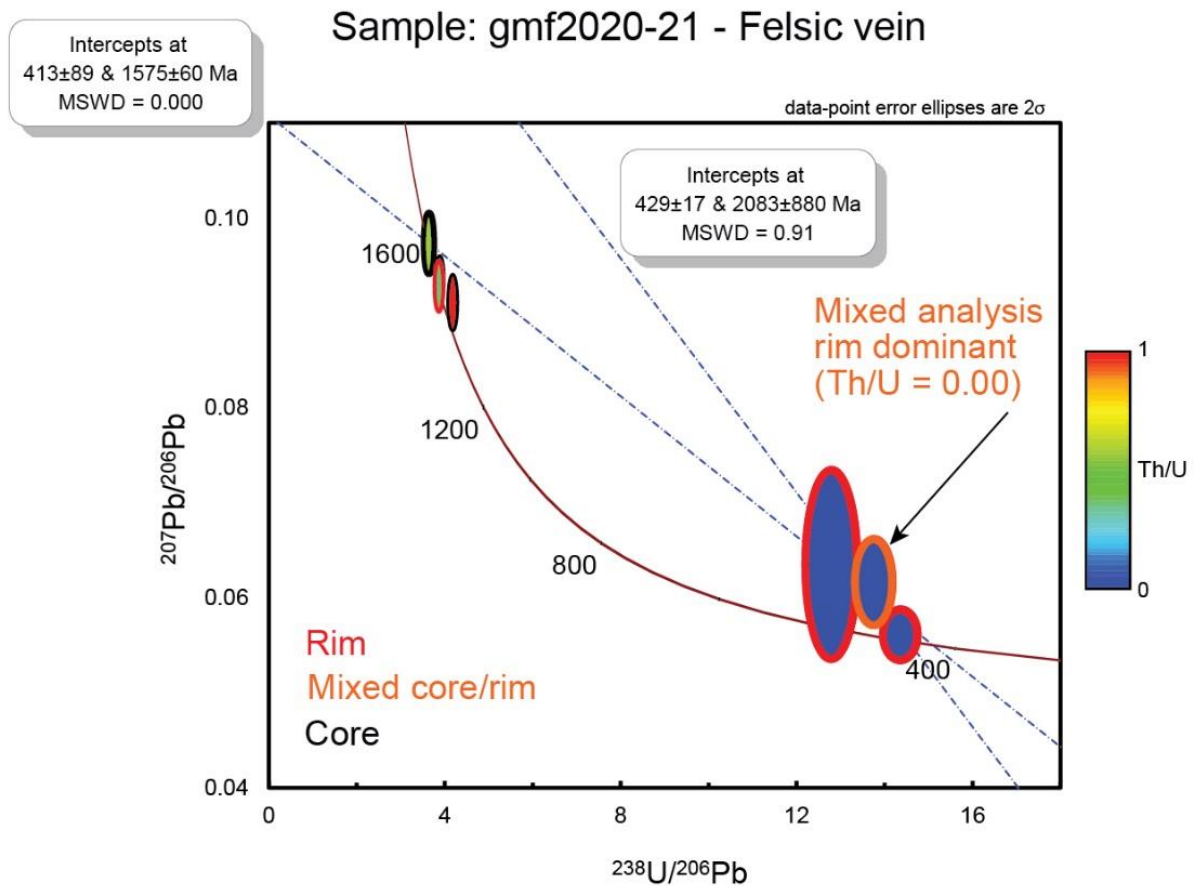 Sample: gmf2020-21 - Felsic vein
Intercepts at
413±89 & 1575±60 Ma
MSWD = 0.000
data-point error ellipses are 2σ
Intercepts at
429±17 & 2083±880 Ma
MSWD = 0.91
0.10
1600
Mixed analysis
rim dominant
(Th/U = 0.00)
1
0.08
1200
Th/U
207Pb/206Pb
800
0.06
0
Rim
400
Mixed core/rim
Core
0.04
0
4
8
12
16
238U/206Pb